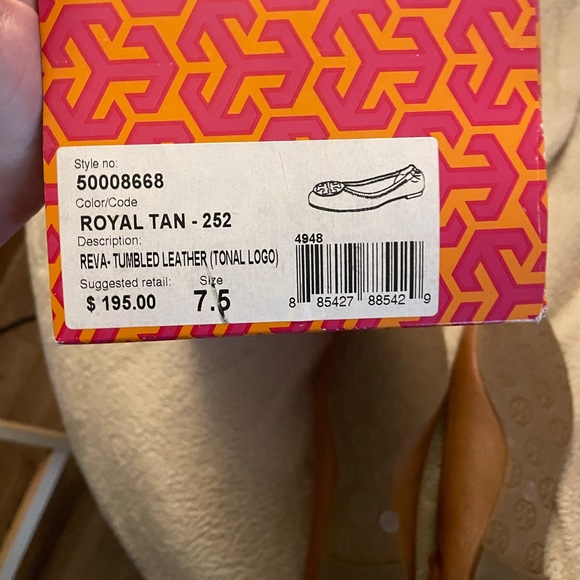 Style no:
50008668
Color/Code
ROYAL TAN - 252
Description:
REVA- TUMBLED LEATHER (TONAL LOGO)
Suggested retail: Size
$ 195.00 7.5
4948
8 85427 88542 9